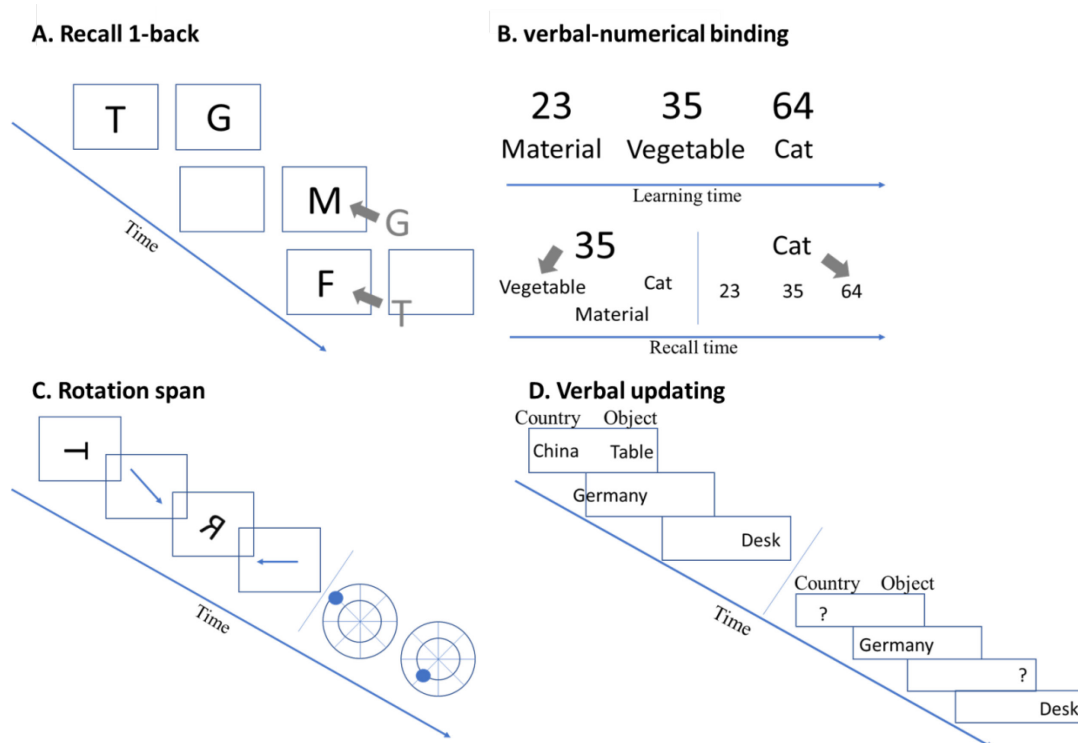 A. Recall 1-back
T G
M
G
F
T
Time
B. verbal-numerical binding
23 35 64
Material Vegetable Cat
Learning time
35
Vegetable Cat
Material
Cat
23 35 64
Recall time
C. Rotation span
T
R
Time
D. Verbal updating
Country Object
China Table
Germany
Desk
Time
Country Object
?
Germany
?
Desk